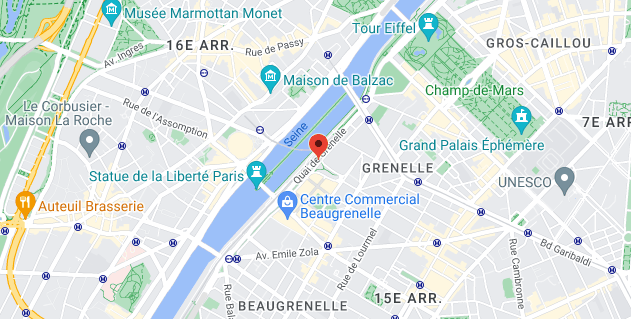 Musée Marmottan Monet
Tour Eiffel
16E ARR.
Rue de Passy
GROS-CAILLOU
Av. Ingres
Maison de Balzac
Champ-de-Mars
Rue de l'Assomption
Le Corbusier -
Maison La Roche
7E ARR.
Seine
Quai de Grenelle
Grand Palais Éphémère
GRENELLE
Statue de la Liberté Paris
UNESCO
Auteuil Brasserie
Centre Commercial
Beaugrenelle
Av. Emile Zola
Rue de Lourmel
Bd Garibaldi
Rue Cambronne
Rue Bala
BEAUGRENELLE
15E ARR.